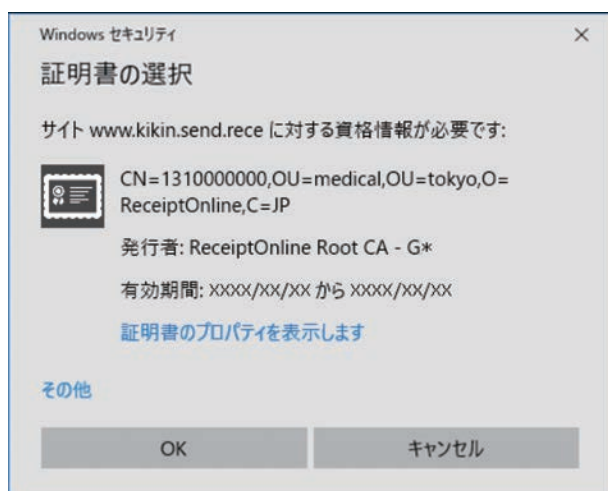 Windows セキュリティ
証明書の選択
サイト www.kikin.send.rece に対する資格情報が必要です:
CN=1310000000,OU=medical,OU=tokyo,O=
ReceiptOnline,C=JP
発行者: ReceiptOnline Root CA - G*
有効期間: XXXX/XX/XX から XXXX/XX/XX
証明書のプロパティを表示します
その他
OK
キャンセル